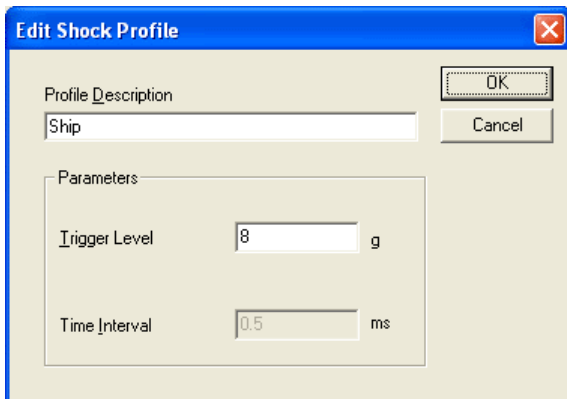 Edit Shock Profile
Profile Description
OK
Ship
Cancel
Parameters
Trigger Level 8 g
Time Interval 0.5 ms